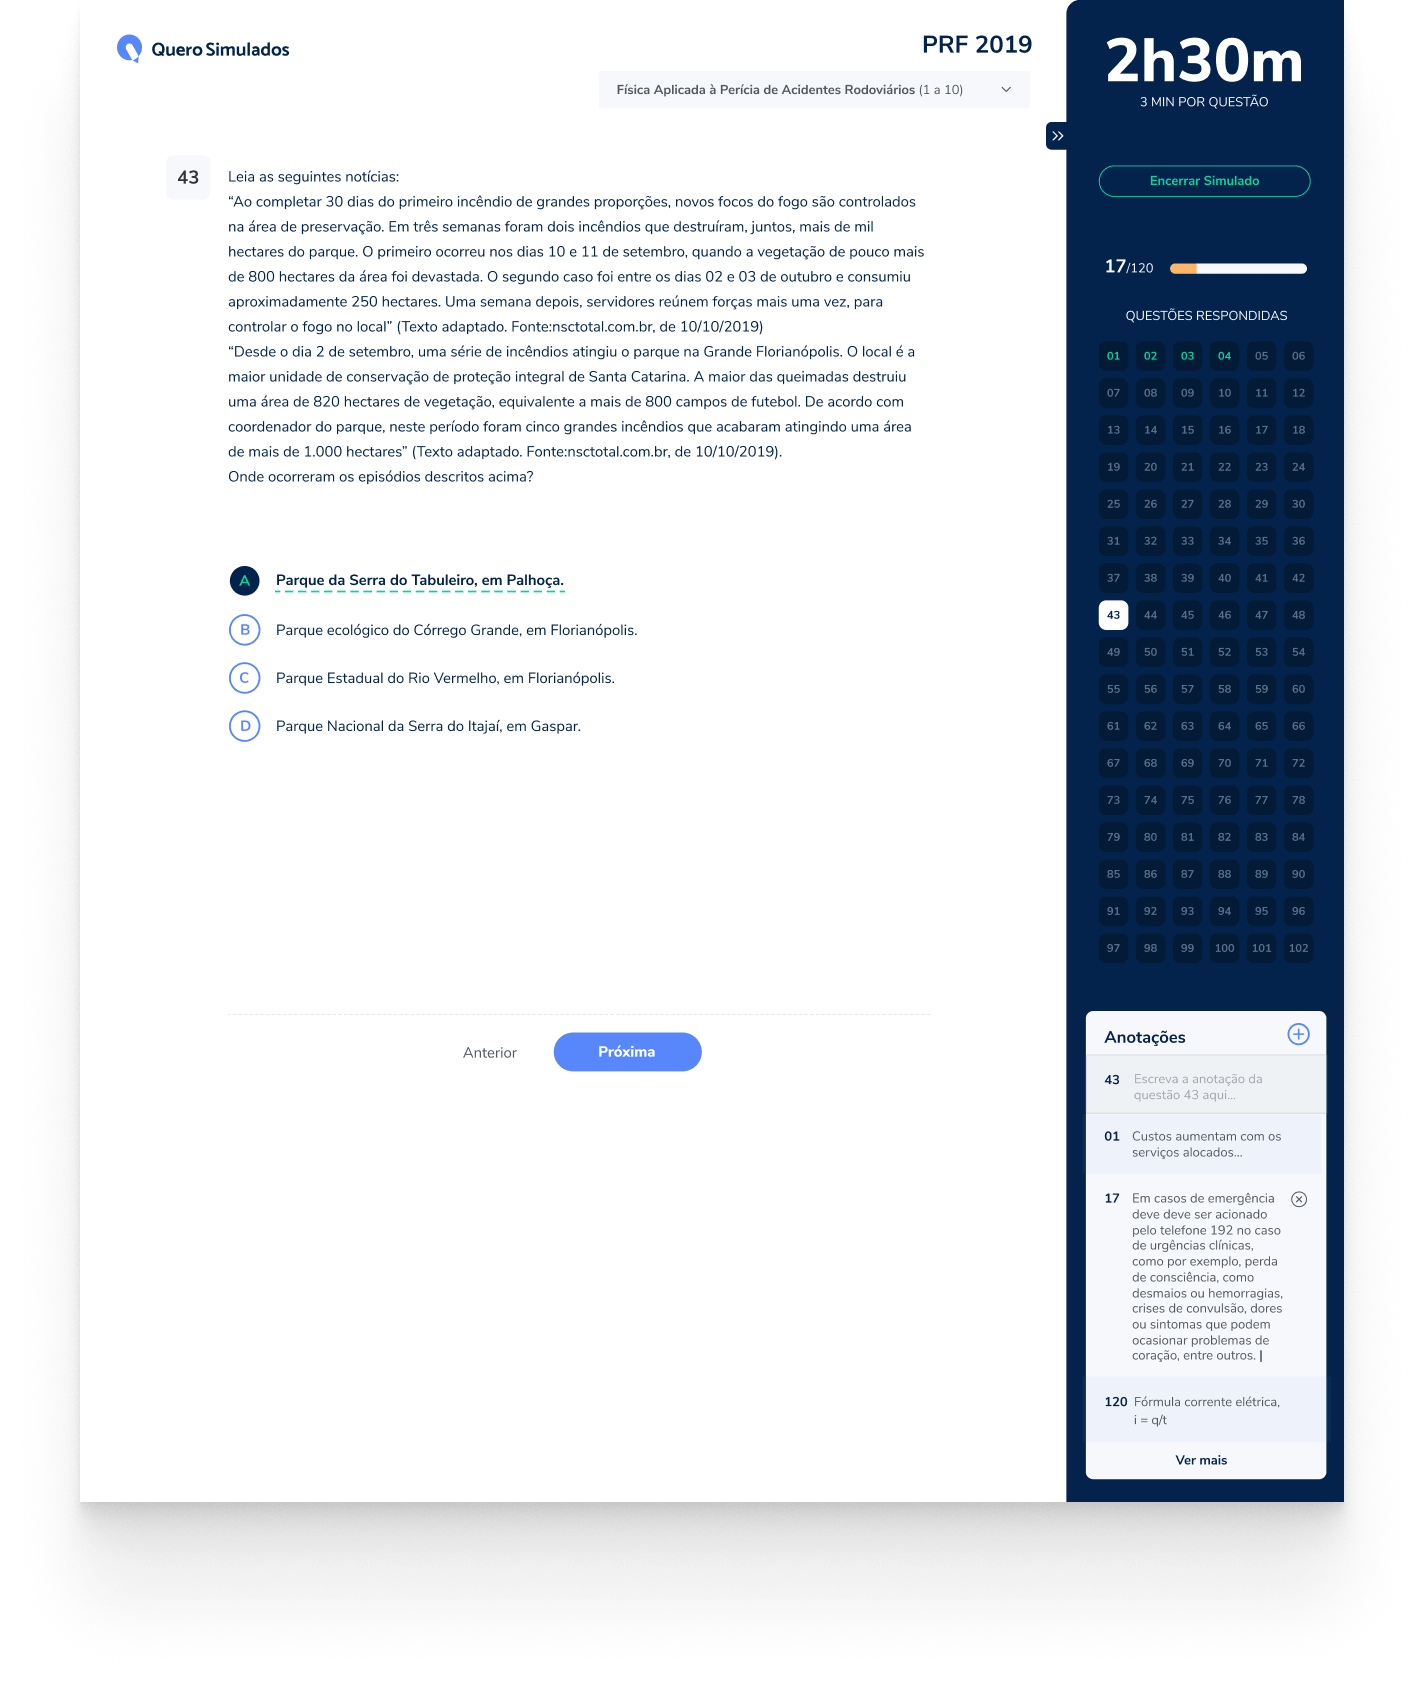 Quero Simulados
PRF 2019
Física Aplicada à Perícia de Acidentes Rodoviários (1 a 10)
43
Leia as seguintes notícias:
“Ao completar 30 dias do primeiro incêndio de grandes proporções, novos focos do fogo são controlados
na área de preservação. Em três semanas foram dois incêndios que destruíram, juntos, mais de mil
hectares do parque. O primeiro ocorreu nos dias 10 e 11 de setembro, quando a vegetação de pouco mais
de 800 hectares da área foi devastada. O segundo caso foi entre os dias 02 e 03 de outubro e consumiu
aproximadamente 250 hectares. Uma semana depois, servidores reúnem forças mais uma vez, para
controlar o fogo no local” (Texto adaptado. Fonte:nsctotal.com.br, de 10/10/2019)
“Desde o dia 2 de setembro, uma série de incêndios atingiu o parque na Grande Florianópolis. O local é a
maior unidade de conservação de proteção integral de Santa Catarina. A maior das queimadas destruiu
uma área de 820 hectares de vegetação, equivalente a mais de 800 campos de futebol. De acordo com
coordenador do parque, neste período foram cinco grandes incêndios que acabaram atingindo uma área
de mais de 1.000 hectares” (Texto adaptado. Fonte:nsctotal.com.br, de 10/10/2019).
Onde ocorreram os episódios descritos acima?
A Parque da Serra do Tabuleiro, em Palhoça.
B Parque ecológico do Córrego Grande, em Florianópolis.
C Parque Estadual do Rio Vermelho, em Florianópolis.
D Parque Nacional da Serra do Itajaí, em Gaspar.
Anterior
Próxima
2h30m
3 MIN POR QUESTÃO
Encerrar Simulado
17/120
QUESTÕES RESPONDIDAS
01 02 03 04 05 06
07 08 09 10 11 12
13 14 15 16 17 18
19 20 21 22 23 24
25 26 27 28 29 30
31 32 33 34 35 36
37 38 39 40 41 42
43 44 45 46 47 48
49 50 51 52 53 54
55 56 57 58 59 60
61 62 63 64 65 66
67 68 69 70 71 72
73 74 75 76 77 78
79 80 81 82 83 84
85 86 87 88 89 90
91 92 93 94 95 96
97 98 99 100 101 102
Anotações
43 Escreva a anotação da
questão 43 aqui...
01 Custos aumentam com os
serviços alocados...
17 Em casos de emergência
deve deve ser acionado
pelo telefone 192 no caso
de urgências clínicas,
como por exemplo, perda
de consciência, como
desmaios ou hemorragias,
crises de convulsão, dores
ou sintomas que podem
ocasionar problemas de
coração, entre outros.
120 Fórmula corrente elétrica,
i = q/t
Ver mais